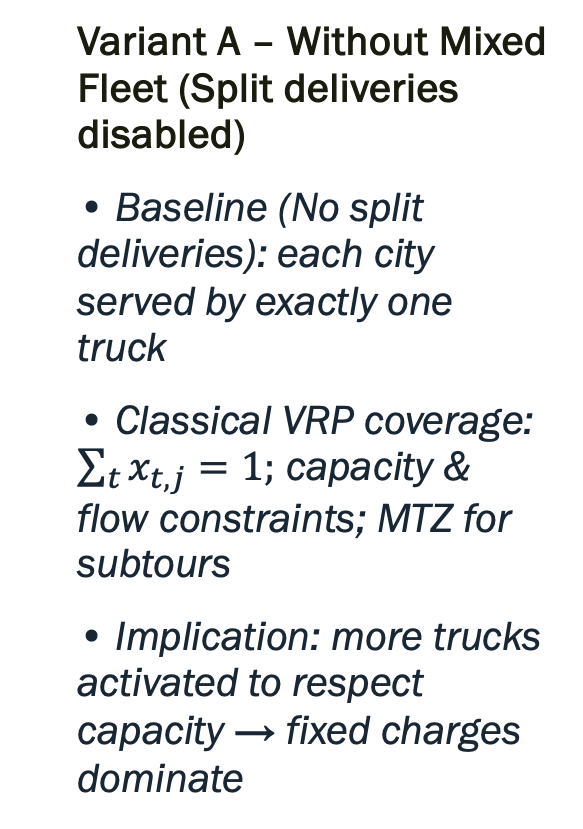 Variant A – Without Mixed
Fleet (Split deliveries
disabled)
• Baseline (No split
deliveries): each city
served by exactly one
truck
• Classical VRP coverage:
∑ₜ xₜ,ⱼ = 1; capacity &
flow constraints; MTZ for
subtours
• Implication: more trucks
activated to respect
capacity → fixed charges
dominate